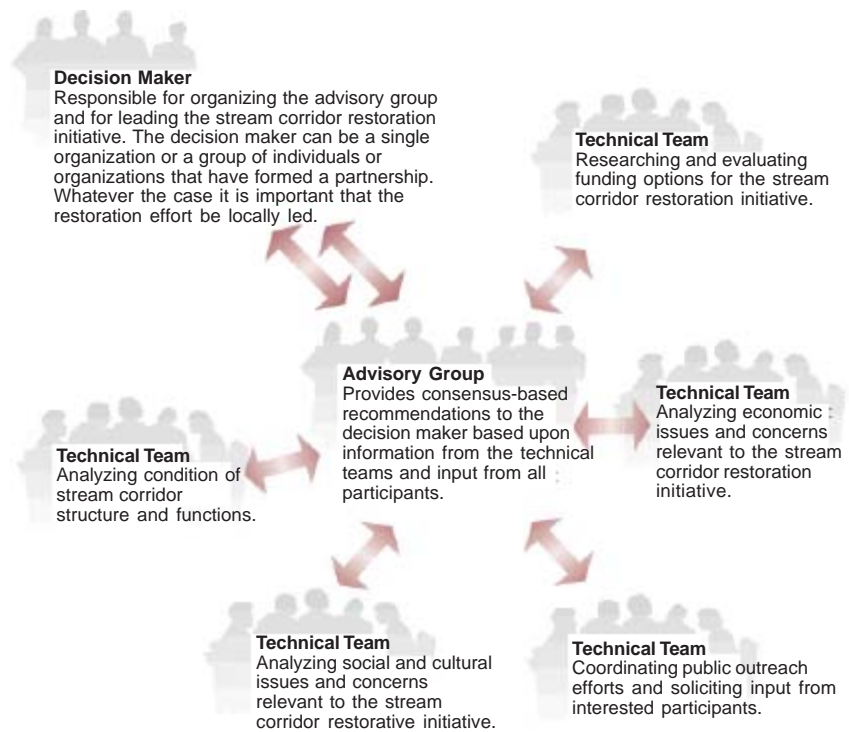 Decision Maker
Responsible for organizing the advisory group
and for leading the stream corridor restoration
initiative. The decision maker can be a single
organization or a group of individuals or
organizations that have formed a partnership.
Whatever the case it is important that the
restoration effort be locally led.
Technical Team
Researching and evaluating
funding options for the stream
corridor restoration initiative.
Advisory Group
Provides consensus-based
recommendations to the
decision maker based upon
information from the technical
teams and input from all
participants.
Technical Team
Analyzing economic
issues and concerns
relevant to the stream
corridor restoration
initiative.
Technical Team
Analyzing condition of
stream corridor
structure and functions.
Technical Team
Analyzing social and cultural
issues and concerns
relevant to the stream
corridor restorative initiative.
Technical Team
Coordinating public outreach
efforts and soliciting input from
interested participants.